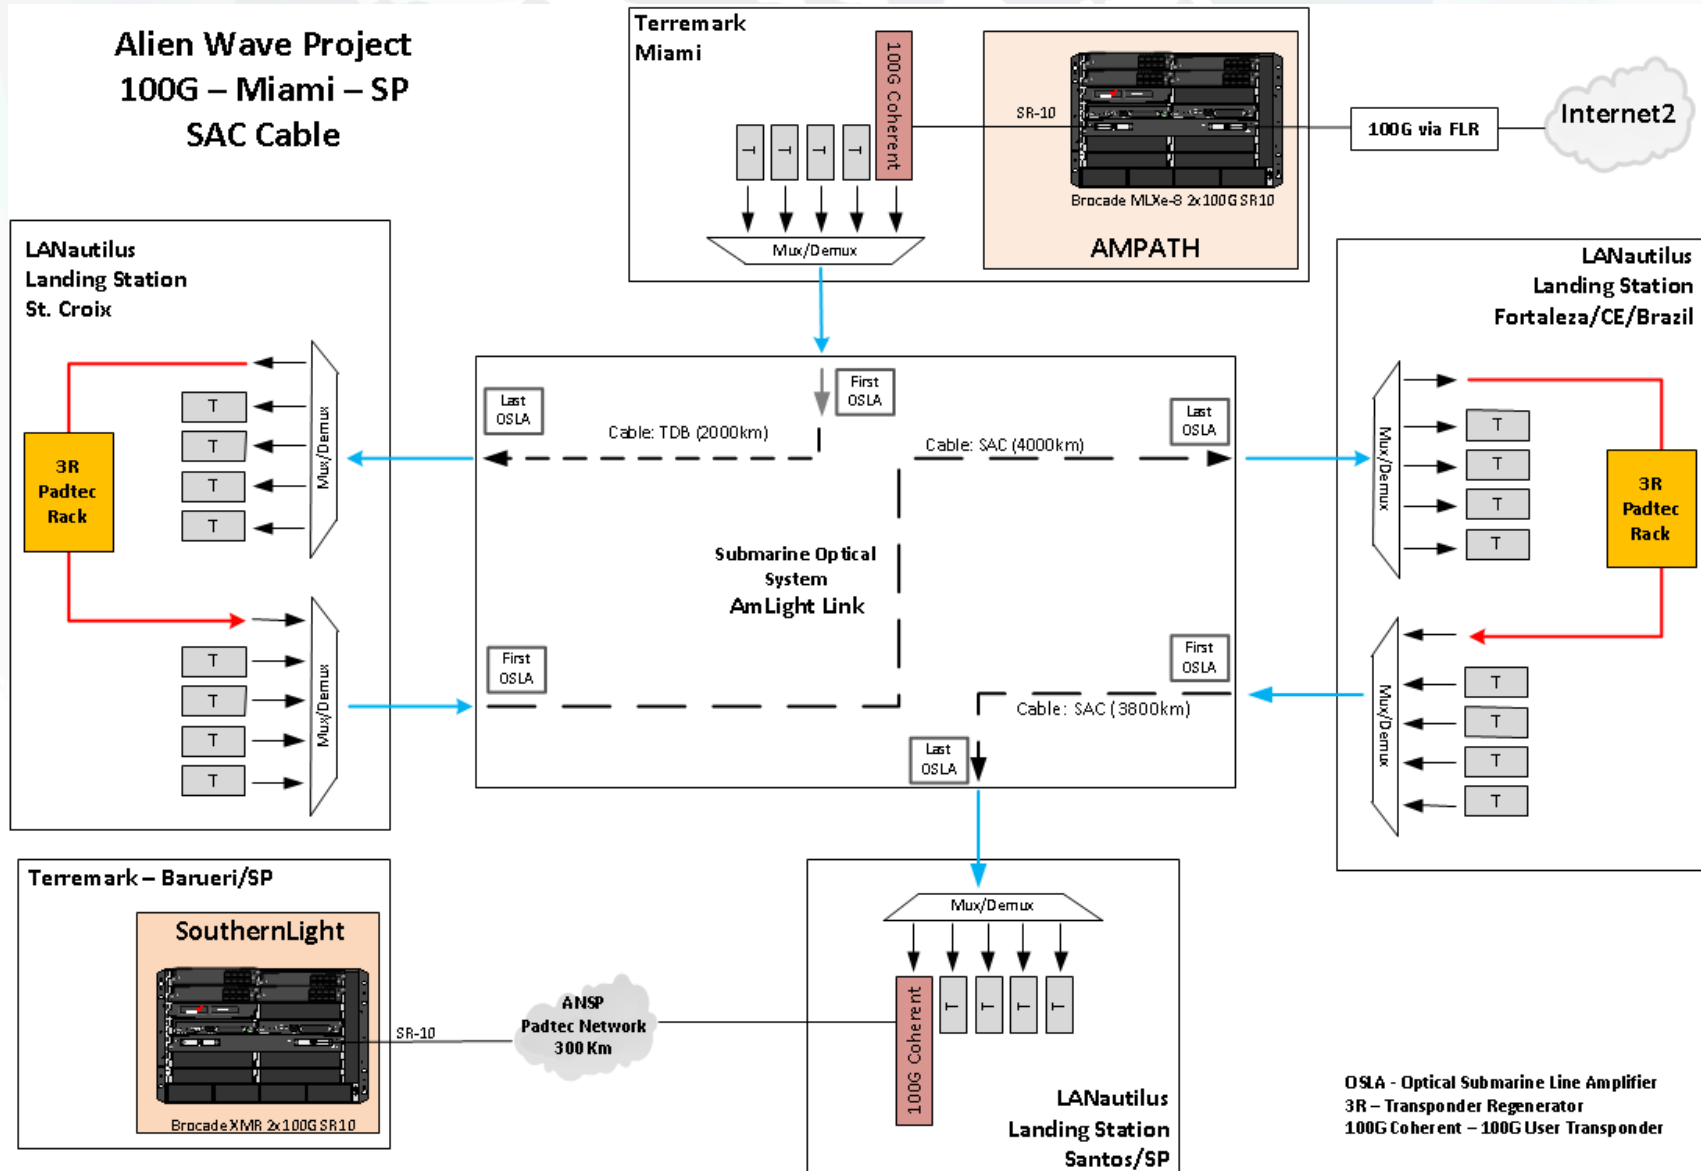 Alien Wave Project
100G – Miami – SP
SAC Cable
Terremark
Miami
100G Coherent
T
T
T
T
Mux/Demux
SR-10
Brocade MLXe-8 2x100G SR10
AMPATH
100G via FLR
Internet2
LANautilus
Landing Station
St. Croix
Mux/Demux
T
T
T
T
3R
Padtec
Rack
Mux/Demux
T
T
T
T
First
OSLA
Last
OSLA
Cable: TDB (2000km)
Cable: SAC (4000km)
Last
OSLA
Submarine Optical
System
AmLight Link
First
OSLA
First
OSLA
Cable: SAC (3800km)
Last
OSLA
LANautilus
Landing Station
Fortaleza/CE/Brazil
Mux/Demux
T
T
T
T
3R
Padtec
Rack
Mux/Demux
T
T
T
T
Terremark – Barueri/SP
SouthernLight
Brocade XMR 2x100G SR10
SR-10
ANSP
Padtec Network
300 Km
Mux/Demux
100G Coherent
T
T
T
T
LANautilus
Landing Station
Santos/SP
OSLA - Optical Submarine Line Amplifier
3R – Transponder Regenerator
100G Coherent – 100G User Transponder